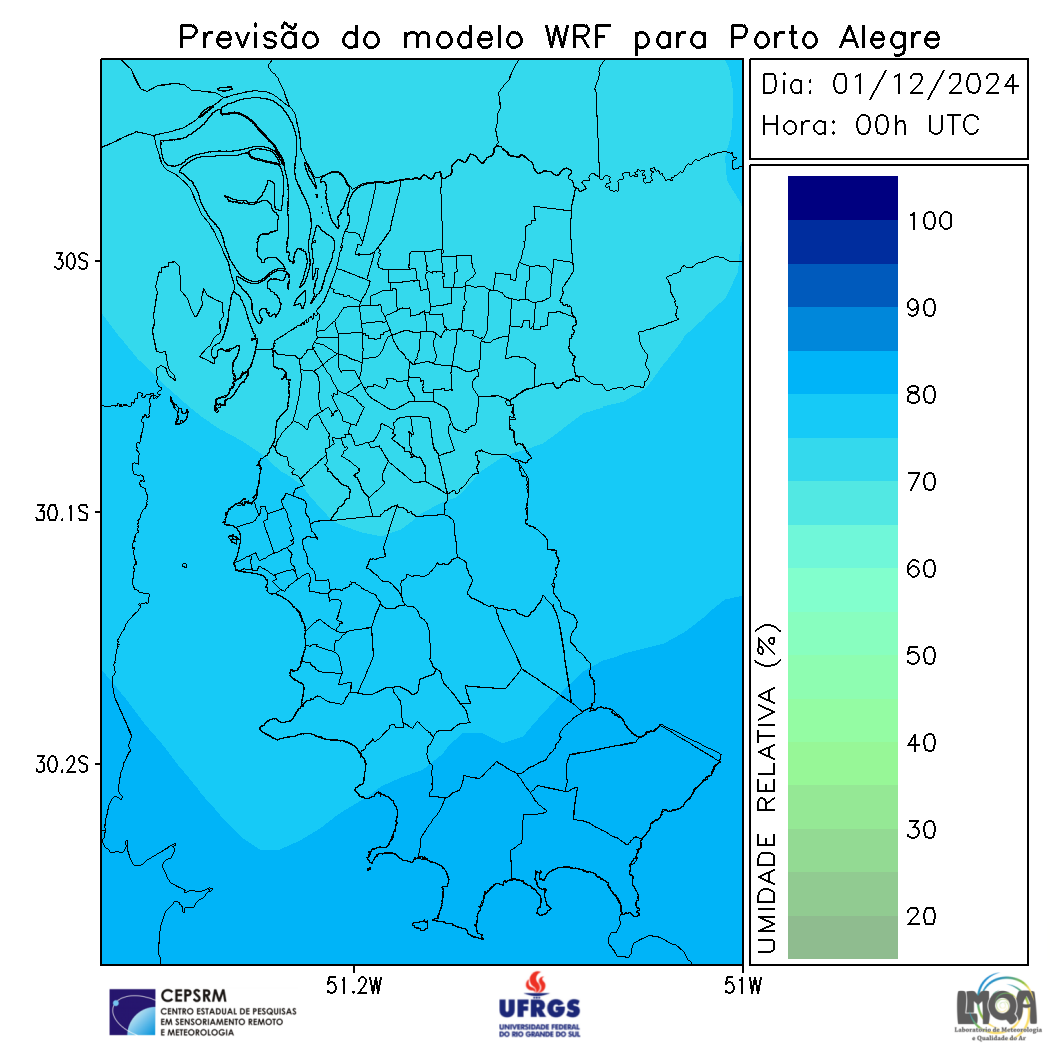 Previsão do modelo WRF para Porto Alegre
Dia: 01/12/2024
Hora: 00h UTC
30S
30.1S
30.2S
51.2W
51W
100
90
80
70
60
50
40
30
20
UMIDADE RELATIVA (%)
CEPSRM
CENTRO ESTADUAL DE PESQUISAS
EM SENSORIAMENTO REMOTO
E METEOROLOGIA
UFRGS
UNIVERSIDADE FEDERAL
DO RIO GRANDE DO SUL
LMQA
Laboratório de Meteorologia
e Qualidade do Ar